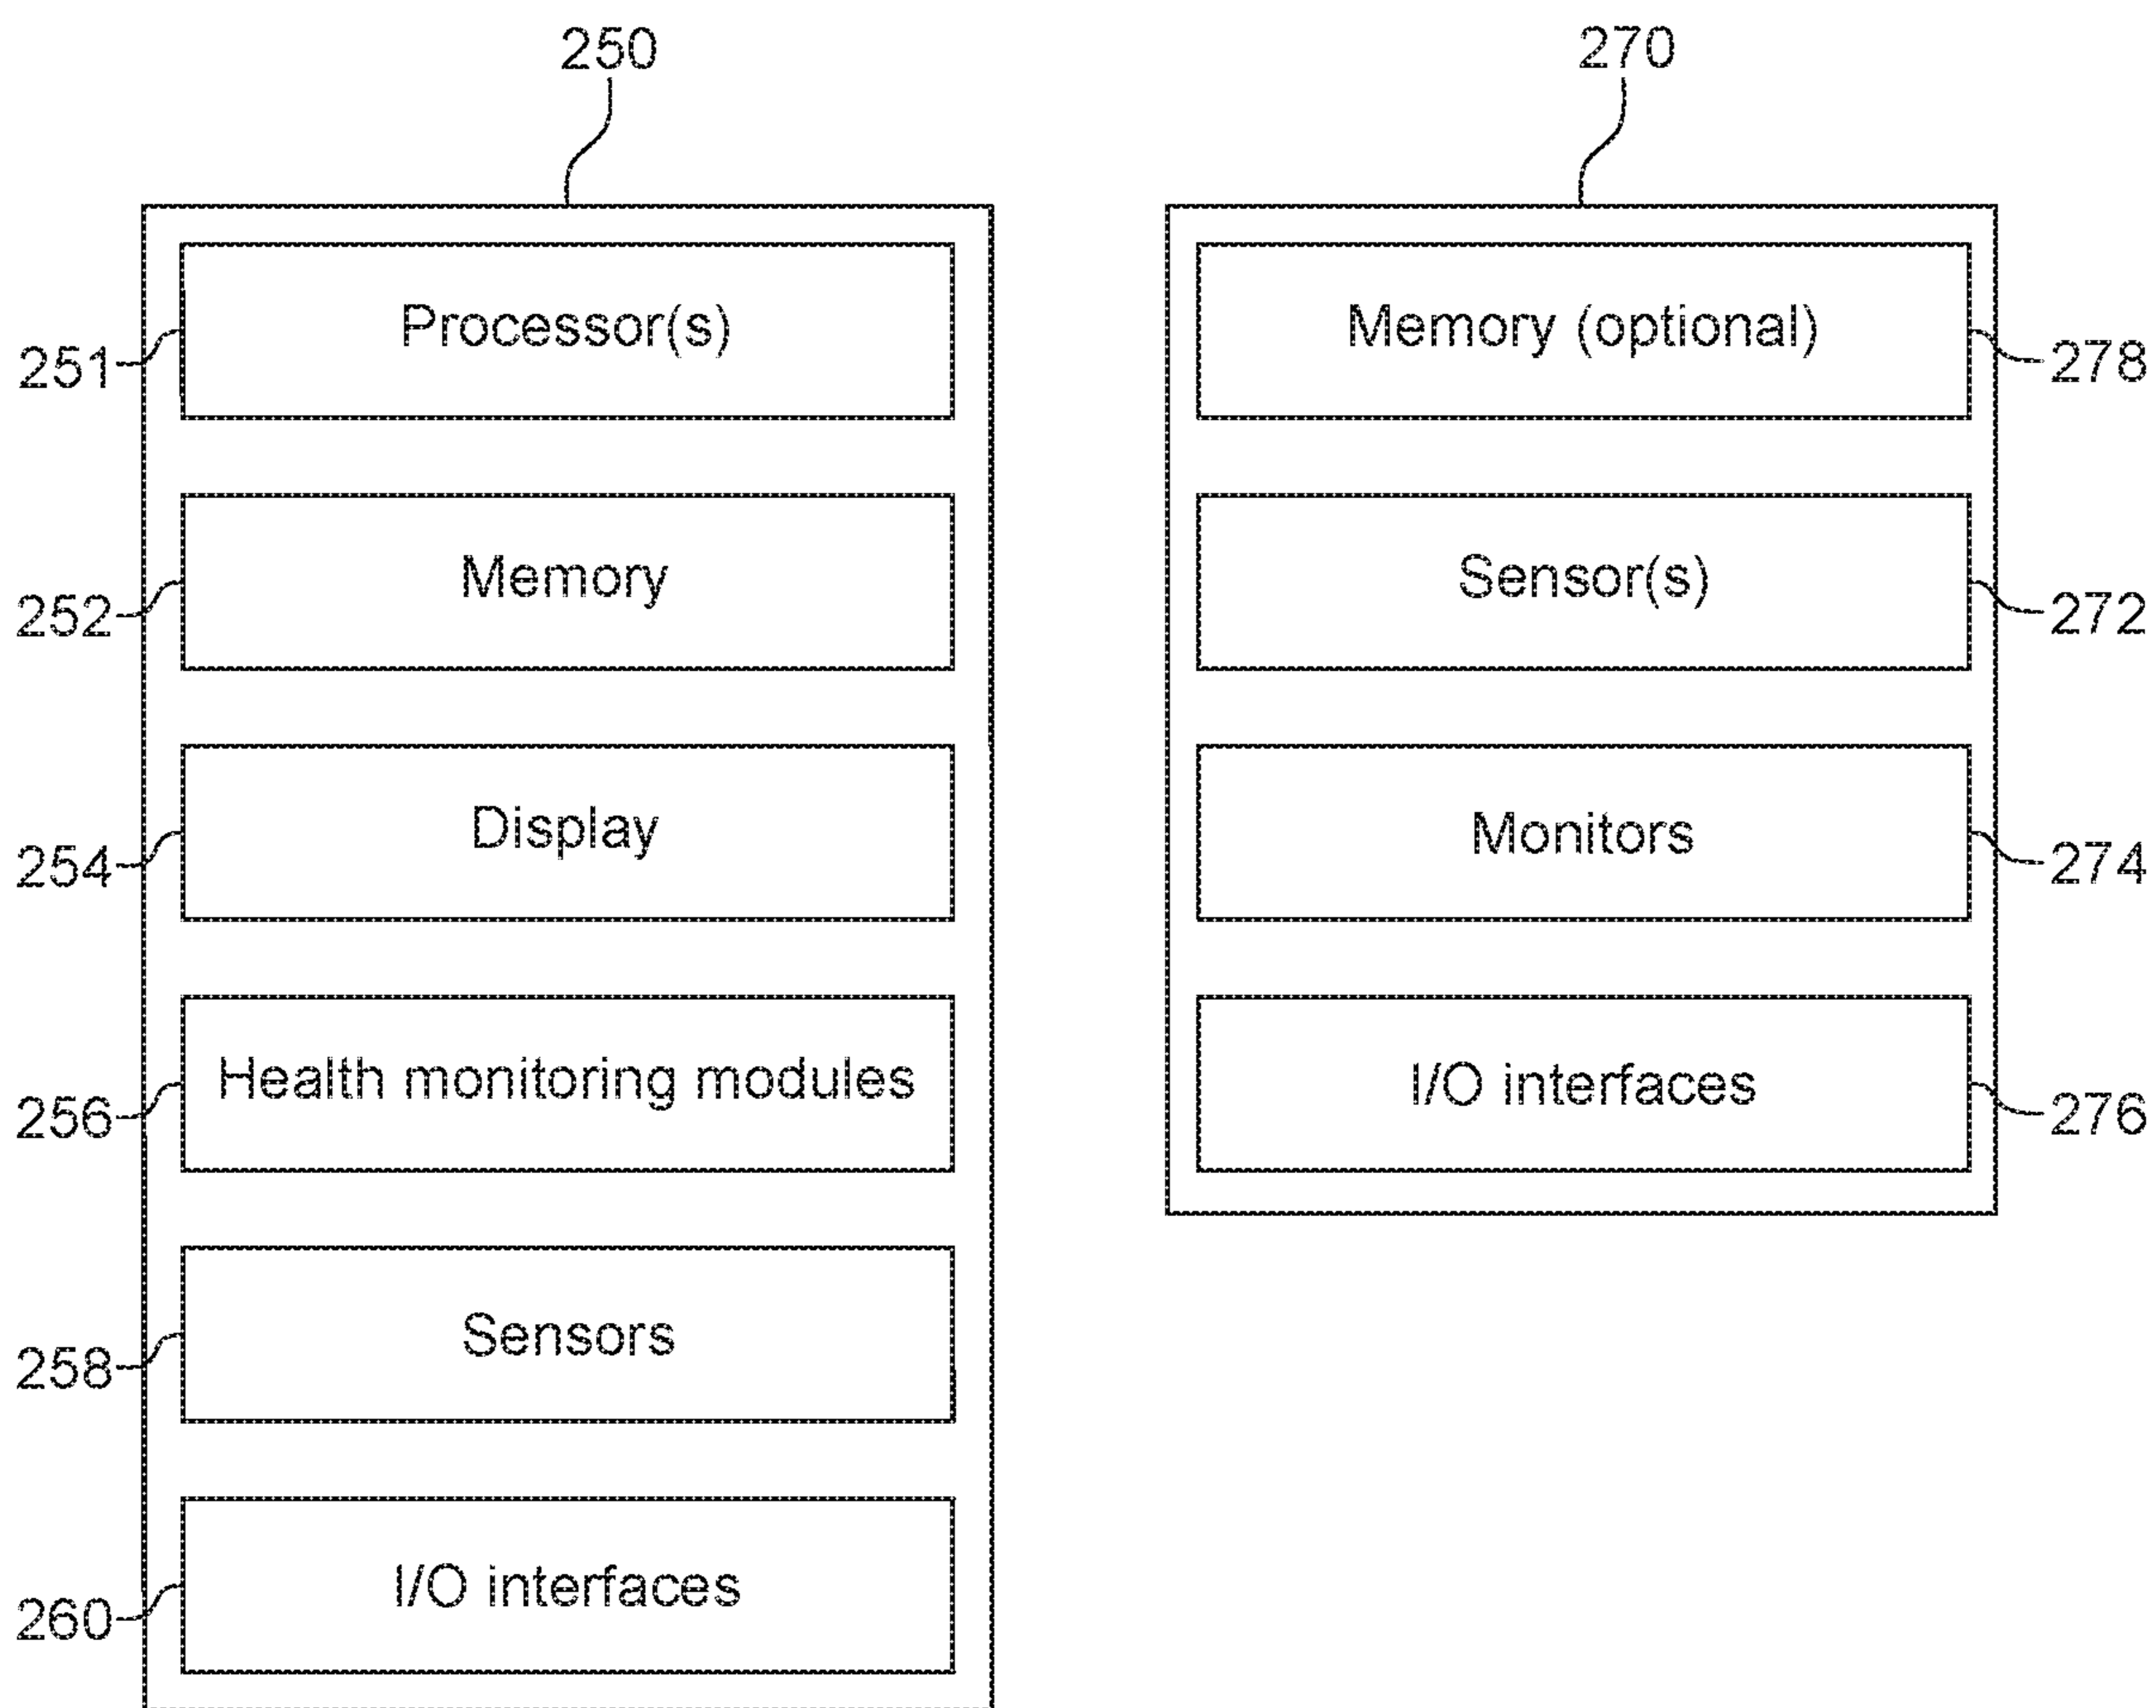 250
270
Processor(s)
251
Memory
252
Display
254
Health monitoring modules
256
Sensors
258
I/O interfaces
260
Memory (optional)
278
Sensor(s)
272
Monitors
274
I/O interfaces
276